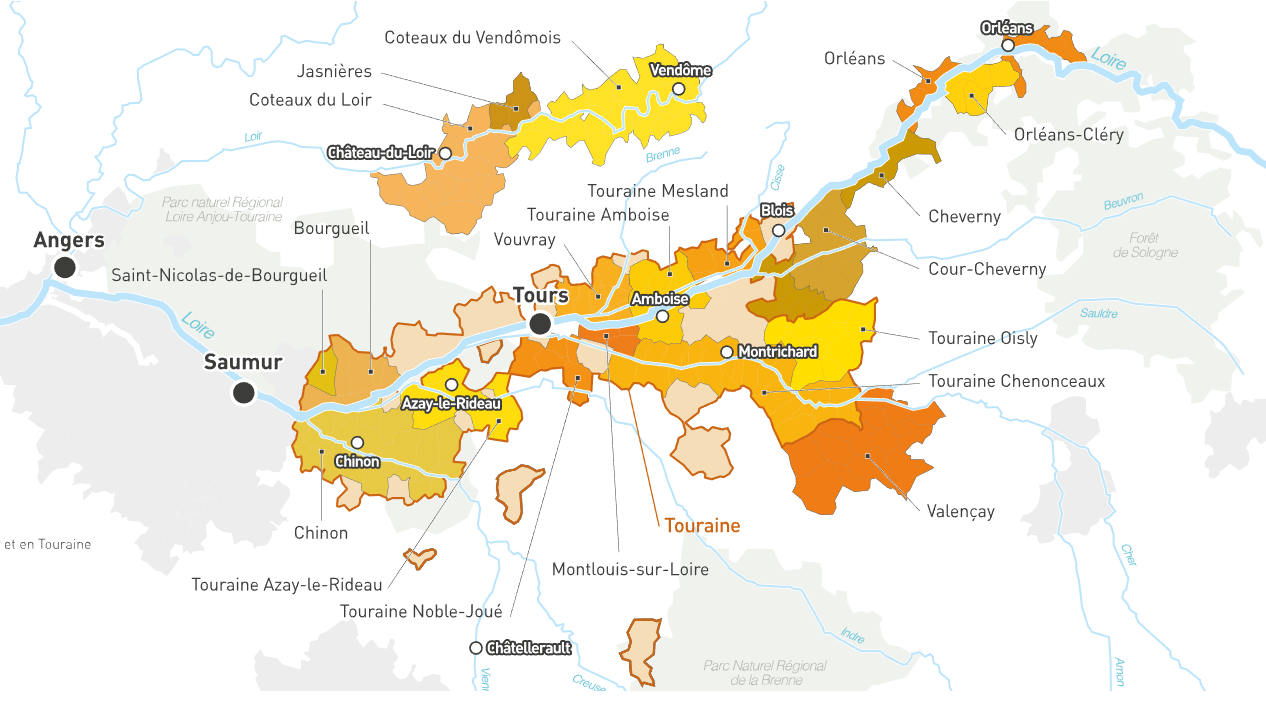 Orléans
Coteaux du Vendômois
Loire
Orléans
Jasnières
Vendôme
Coteaux du Loir
Orléans-Cléry
Loir
Château-du-Loir
Brenne
Cisse
Touraine Mesland
Parc naturel Régional
Loire Anjou-Touraine
Beuvron
Blois
Touraine Amboise
Cheverny
Bourgueil
Vouvray
Angers
Forêt
de Sologne
Saint-Nicolas-de-Bourgueil
Cour-Cheverny
Tours
Amboise
Sauldre
Loire
Touraine Oisly
Montrichard
Saumur
Touraine Chenonceaux
Azay-le-Rideau
Chinon
Valençay
Touraine
Chinon
et en Touraine
Cher
Montlouis-sur-Loire
Touraine Azay-le-Rideau
Touraine Noble-Joué
Indre
Châtellerault
Parc Naturel Régional
de la Brenne
Creuse
Arnon